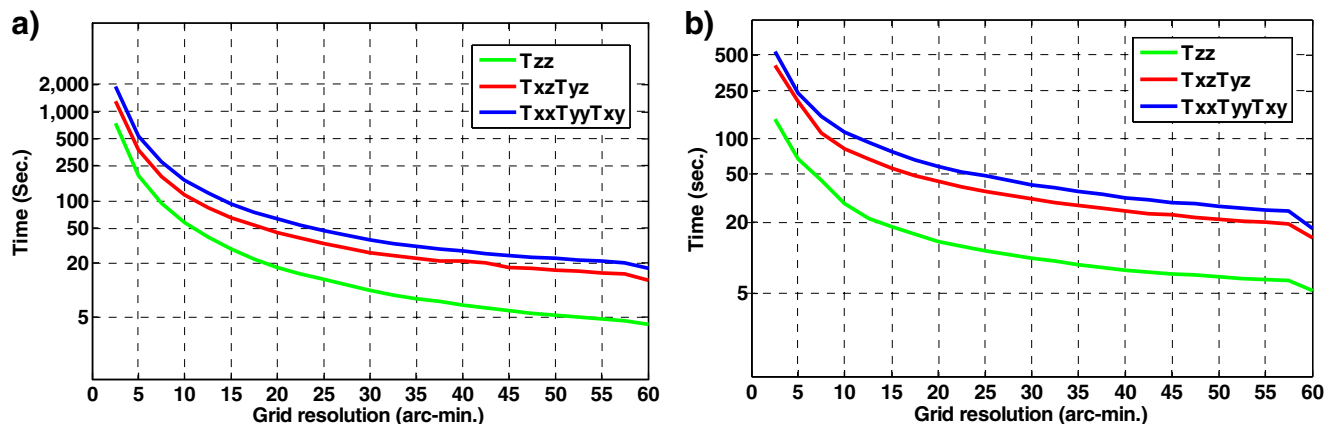 a)
Time (Sec.)
2,000
1,000
500
250
100
50
20
5
Tzz
TxzTyz
TxxTyyTxy
0 5 10 15 20 25 30 35 40 45 50 55 60
Grid resolution (arc-min.)
b)
Time (sec.)
500
250
100
50
20
5
Tzz
TxzTyz
TxxTyyTxy
0 5 10 15 20 25 30 35 40 45 50 55 60
Grid resolution (arc-min.)